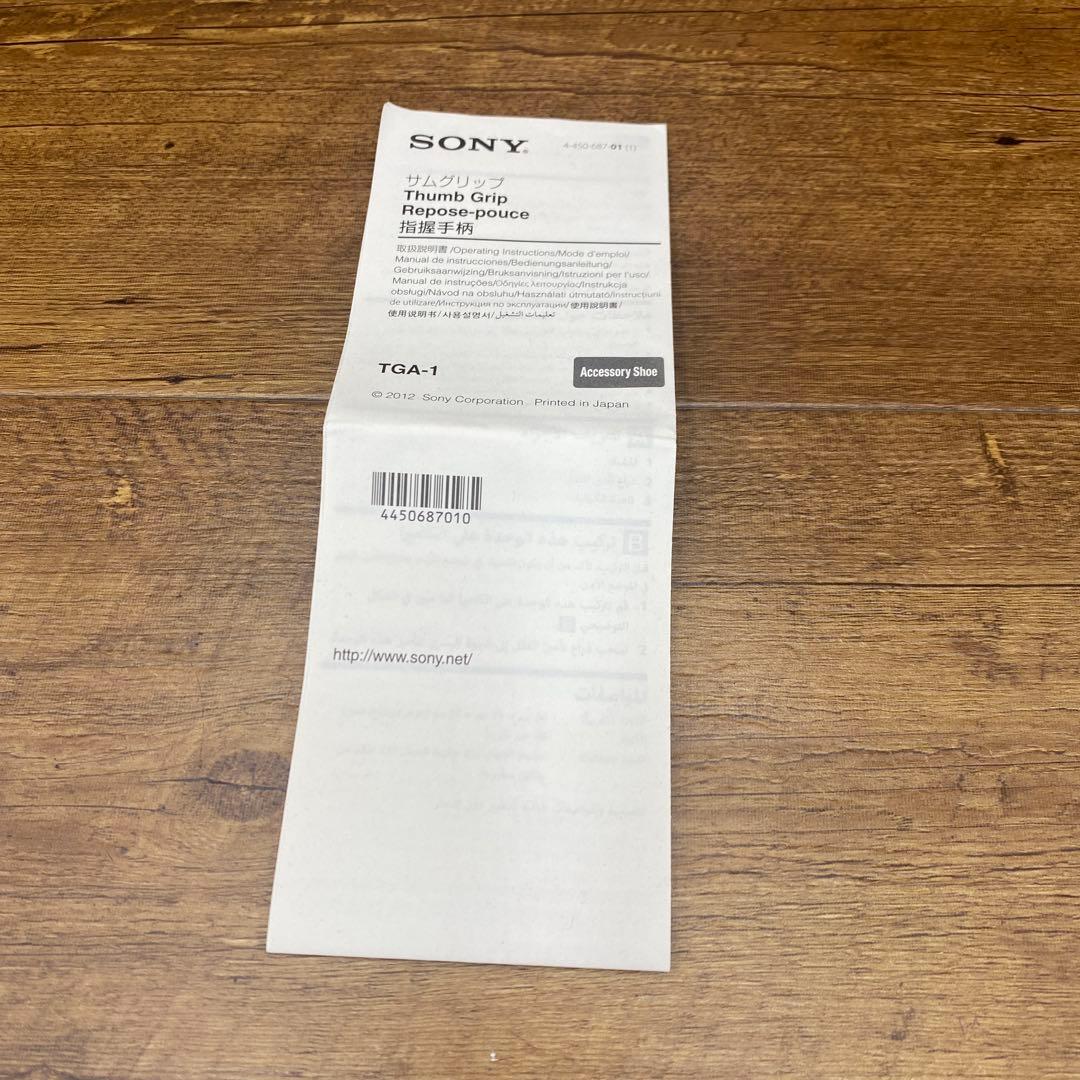 SONY®
4-450-687-01 (1)
サムグリップ
Thumb Grip
Repose-pouce
指握手柄
取扱説明書 /Operating Instructions/Mode d'emploi/
Manual de instrucciones/Bedienungsanleitung/
Gebruiksaanwijzing/Bruksanvisning/Istruzioni per l'uso/
Manual de instruções/Οδηγίες λειτουργίας/Instrukcja
obsługi/Návod na obsluhu/Használati útmutató/Instrucţiuni
de utilizare/Инструкция по эксплуатации/使用說明書/
使用说明书/사용설명서/تعليمات التشغيل
TGA-1
Accessory Shoe
© 2012 Sony Corporation Printed in Japan
4450687010
http://www.sony.net/